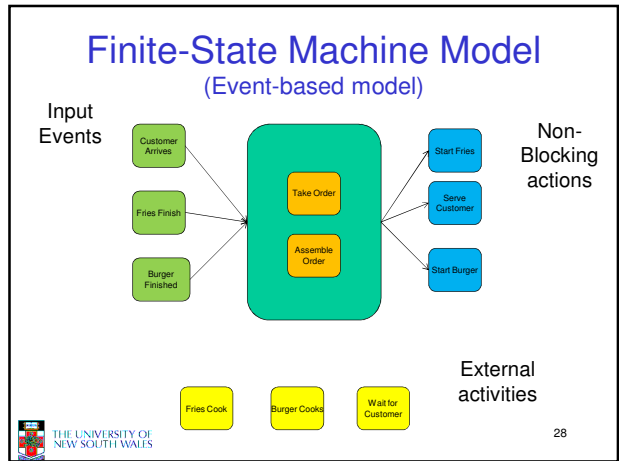 Finite-State Machine Model
(Event-based model)
Input
Events
Customer
Arrives
Fries Finish
Burger
Finished
Take Order
Assemble
Order
Start Fries
Serve
Customer
Start Burger
Non-
Blocking
actions
External
activities
Fries Cook
Burger Cooks
Wait for
Customer
THE UNIVERSITY OF
NEW SOUTH WALES
28